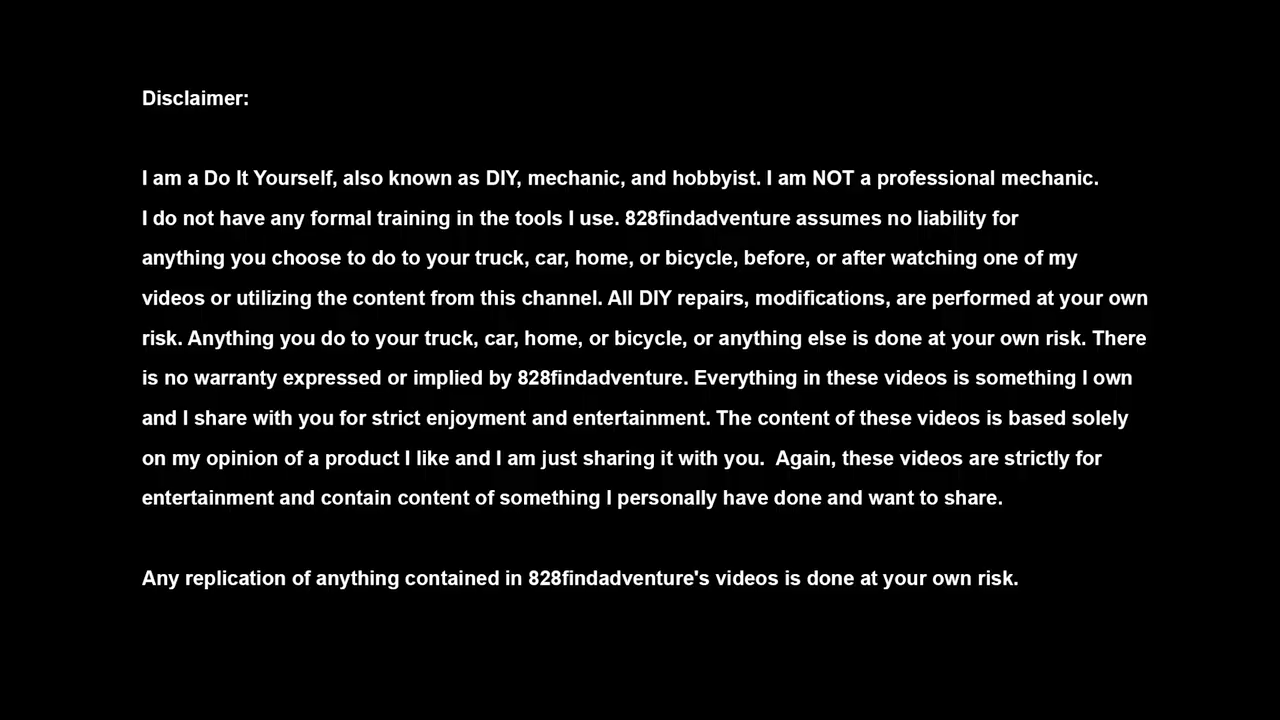 Disclaimer:
I am a Do It Yourself, also known as DIY, mechanic, and hobbyist. I am NOT a professional mechanic.
I do not have any formal training in the tools I use. 828findadventure assumes no liability for
anything you choose to do to your truck, car, home, or bicycle, before, or after watching one of my
videos or utilizing the content from this channel. All DIY repairs, modifications, are performed at your own
risk. Anything you do to your truck, car, home, or bicycle, or anything else is done at your own risk. There
is no warranty expressed or implied by 828findadventure. Everything in these videos is something I own
and I share with you for strict enjoyment and entertainment. The content of these videos is based solely
on my opinion of a product I like and I am just sharing it with you.  Again, these videos are strictly for
entertainment and contain content of something I personally have done and want to share.
Any replication of anything contained in 828findadventure's videos is done at your own risk.